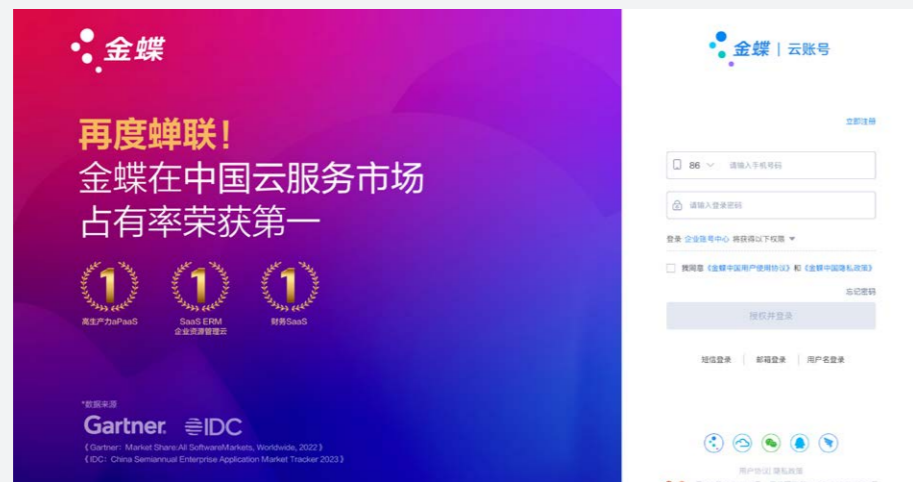 金蝶
再度蝉联！
金蝶在中国云服务市场
占有率荣获第一
1
1
1
高生产力aPaaS
SaaS ERM
企业资源管理云
财务SaaS
*数据来源
Gartner. IDC
《Gartner：Market Share:All SoftwareMarkets, Worldwide, 2022》
《IDC：China Semiannual Enterprise Application Market Tracker 2023》
金蝶 | 云账号
立即注册
86 请输入手机号码
请输入登录密码
登录 企业账号中心 将获得以下权限
我同意《金蝶中国用户使用协议》和《金蝶中国隐私政策》
忘记密码
授权并登录
短信登录 | 邮箱登录 | 用户名登录
用户协议| 隐私政策